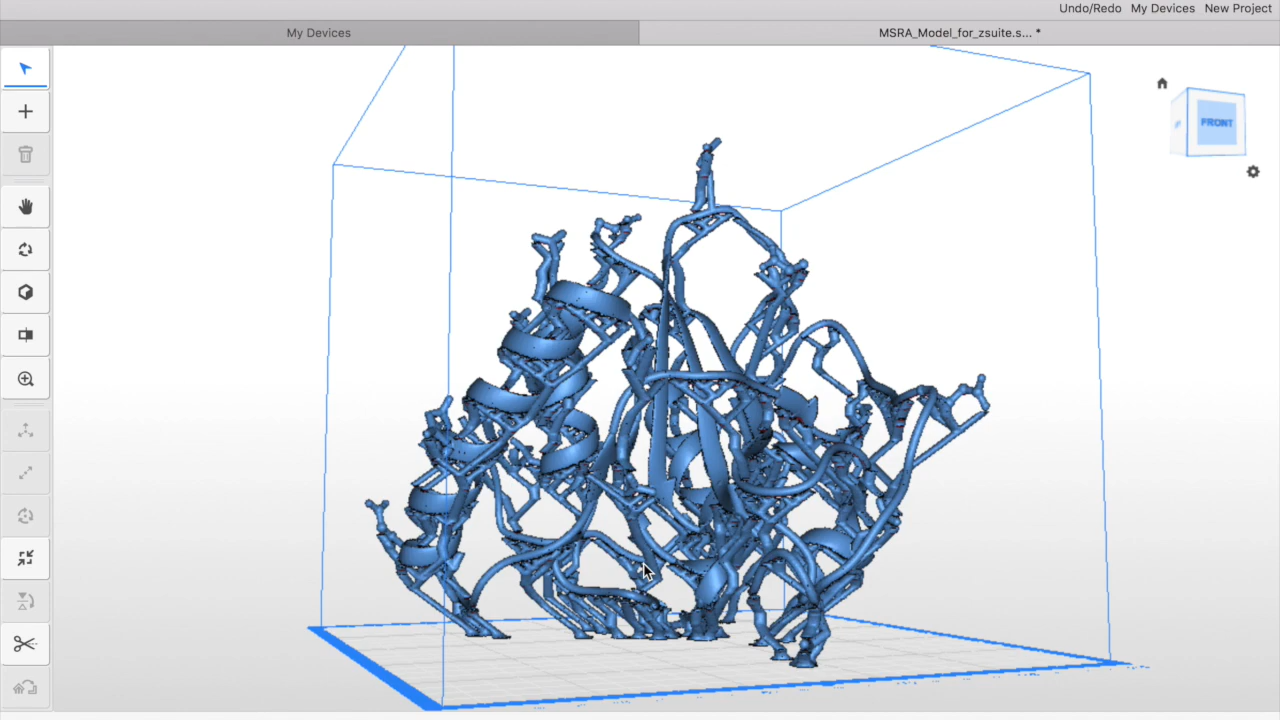 Undo/Redo My Devices New Project
My Devices
MSRA_Model_for_zsuite.s... *
FRONT